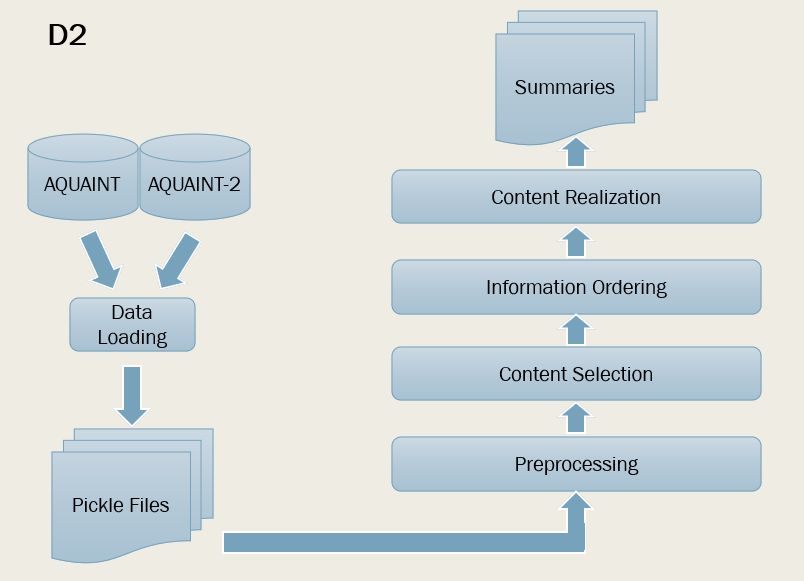 D2
AQUAINT
AQUAINT-2
Data
Loading
Pickle Files
Summaries
Content Realization
Information Ordering
Content Selection
Preprocessing